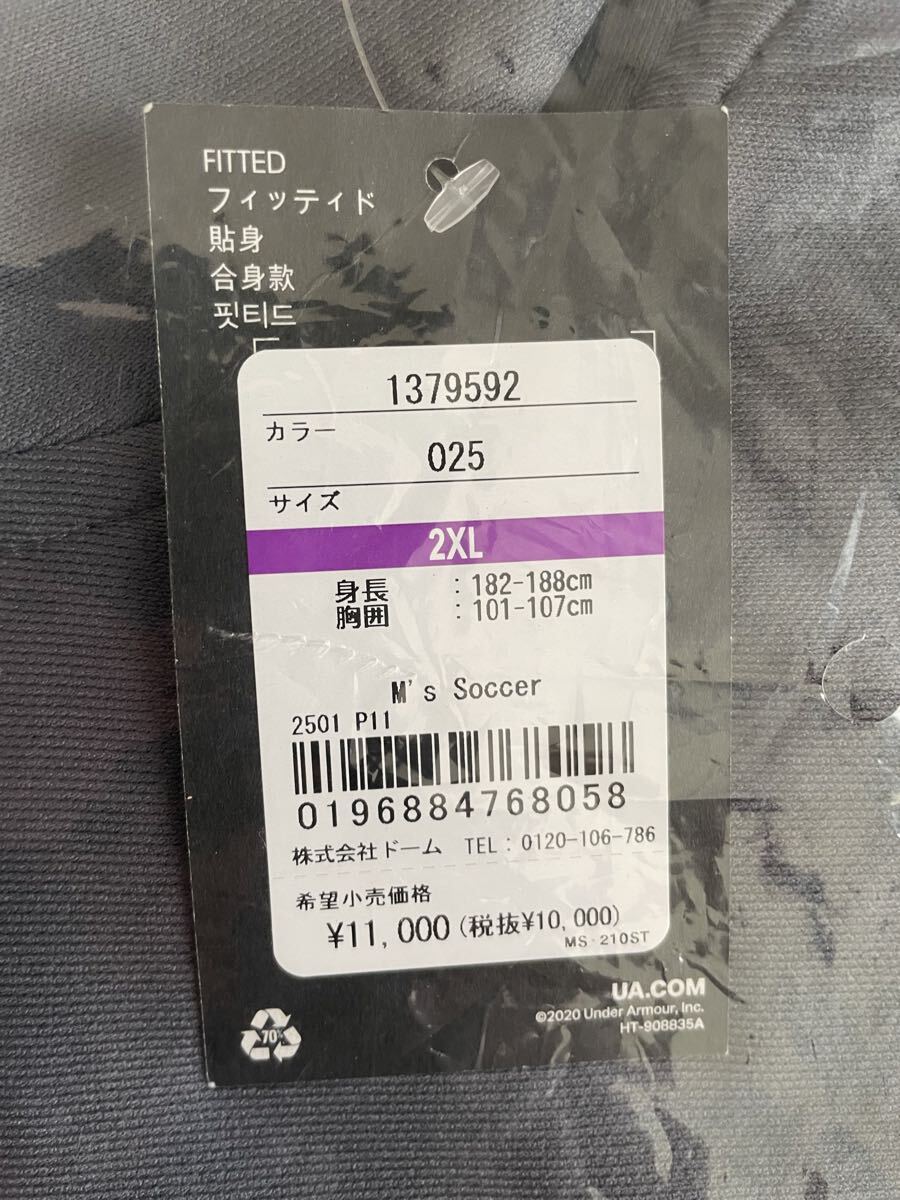 FITTED
フィッティド
貼身
合身款
핏티드
1379592
カラー
025
サイズ
2XL
身長 : 182-188cm
胸囲 : 101-107cm
M's Soccer
2501 P11
0196884768058
株式会社ドーム TEL: 0120-106-786
希望小売価格
¥11,000 (税抜¥10,000)
MS-210ST
UA.COM
©2020 Under Armour, Inc.
HT-908835A
70%